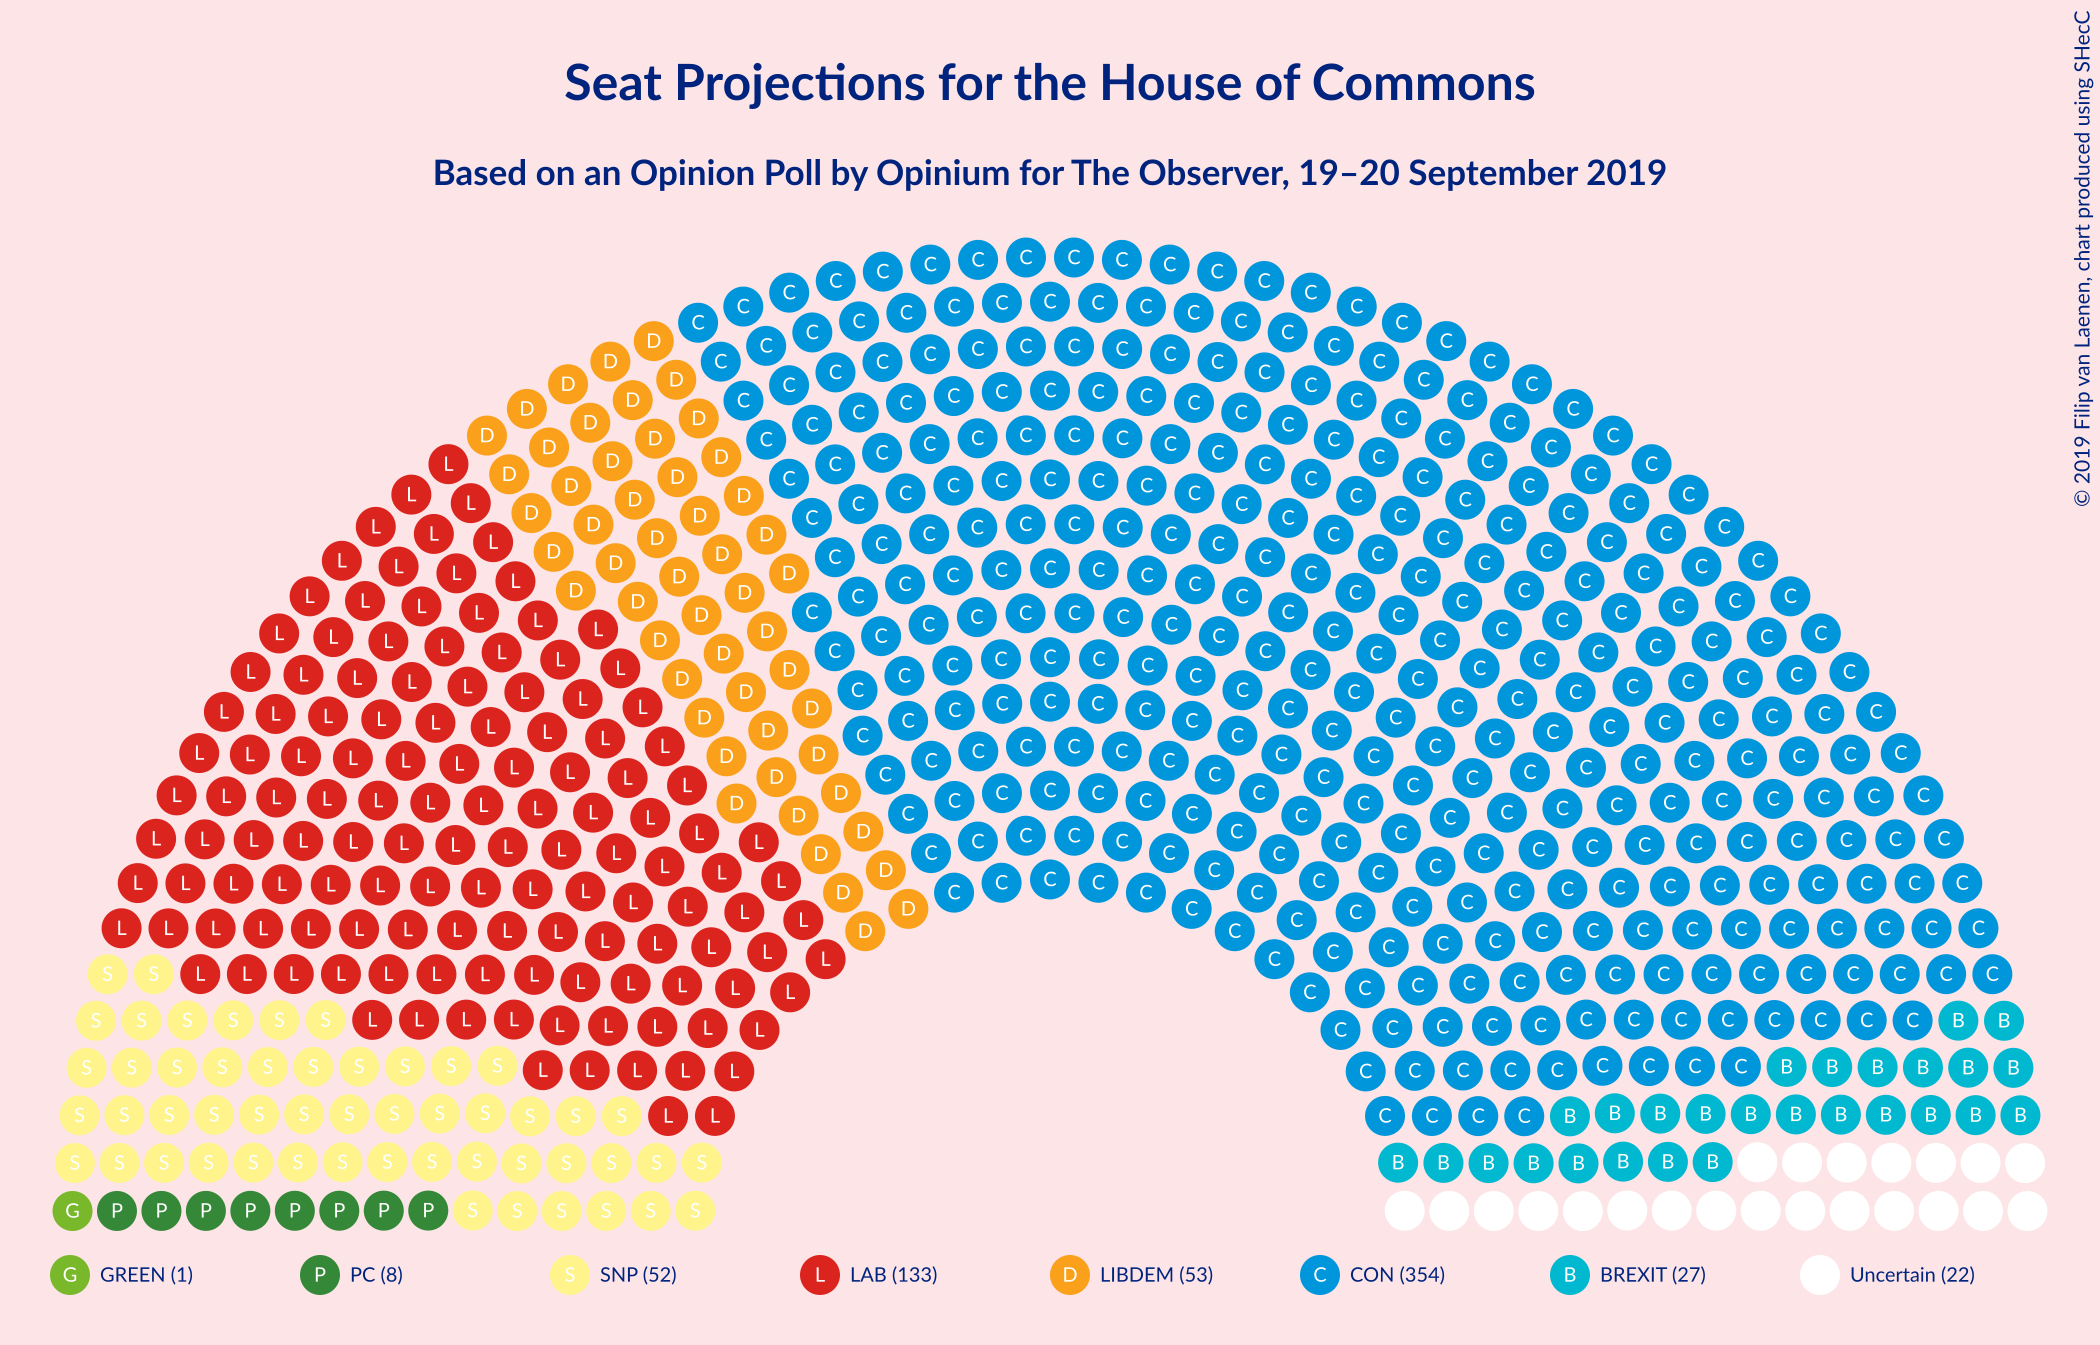 Seat Projections for the House of Commons
Based on an Opinion Poll by Opinium for The Observer, 19–20 September 2019
© 2019 Filip van Laenen, chart produced using SHecC
G GREEN (1) P PC (8) S SNP (52) L LAB (133) D LIBDEM (53) C CON (354) B BREXIT (27) Uncertain (22)